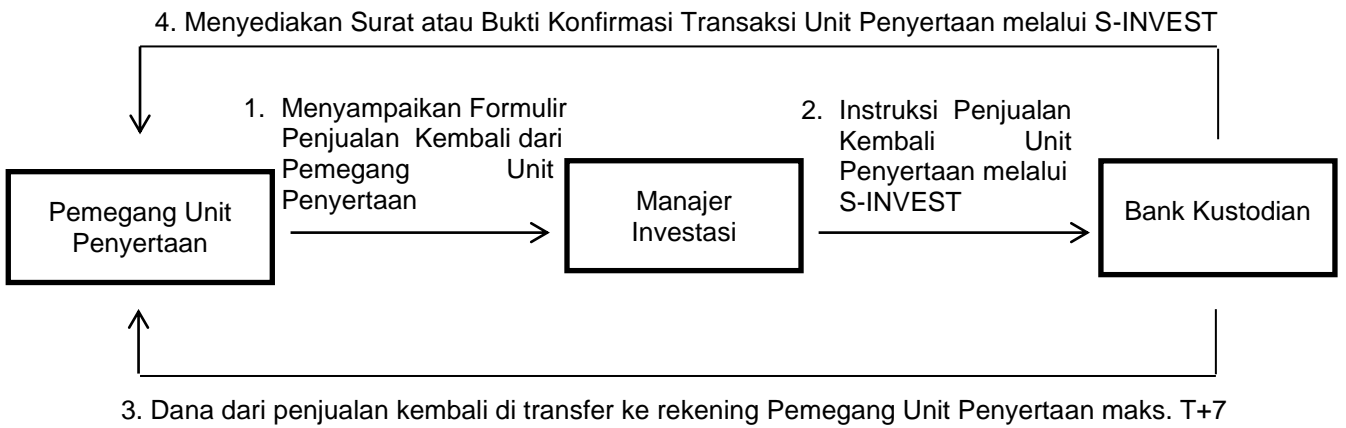 4. Menyediakan Surat atau Bukti Konfirmasi Transaksi Unit Penyertaan melalui S-INVEST
1. Menyampaikan Formulir
Penjualan Kembali dari
Pemegang Unit
Penyertaan
2. Instruksi Penjualan
Kembali Unit
Penyertaan melalui
S-INVEST
Pemegang Unit
Penyertaan
Manajer
Investasi
Bank Kustodian
3. Dana dari penjualan kembali di transfer ke rekening Pemegang Unit Penyertaan maks. T+7